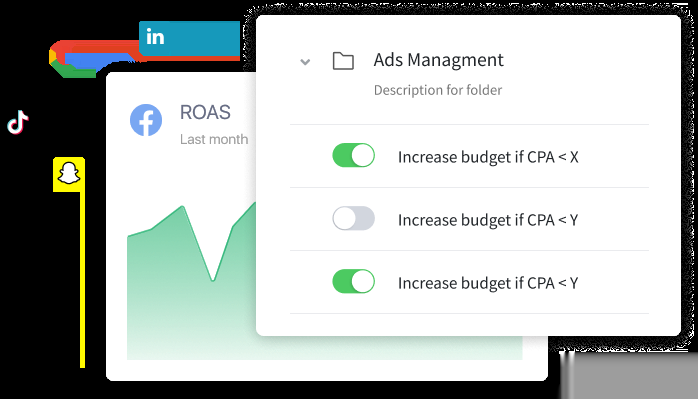 in
ROAS
Last month
Ads Managment
Description for folder
Increase budget if CPA < X
Increase budget if CPA < Y
Increase budget if CPA < Y